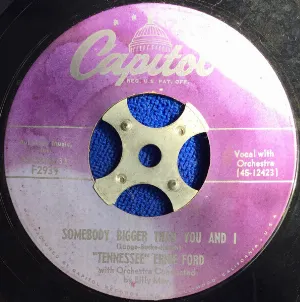 Capitol
REG. U.S. PAT. OFF.
F2939
Vocal with
Orchestra
(45-12423)
SOMEBODY BIGGER THAN YOU AND I
"TENNESSEE" ERNIE FORD
with Orchestra Conducted
by Billy